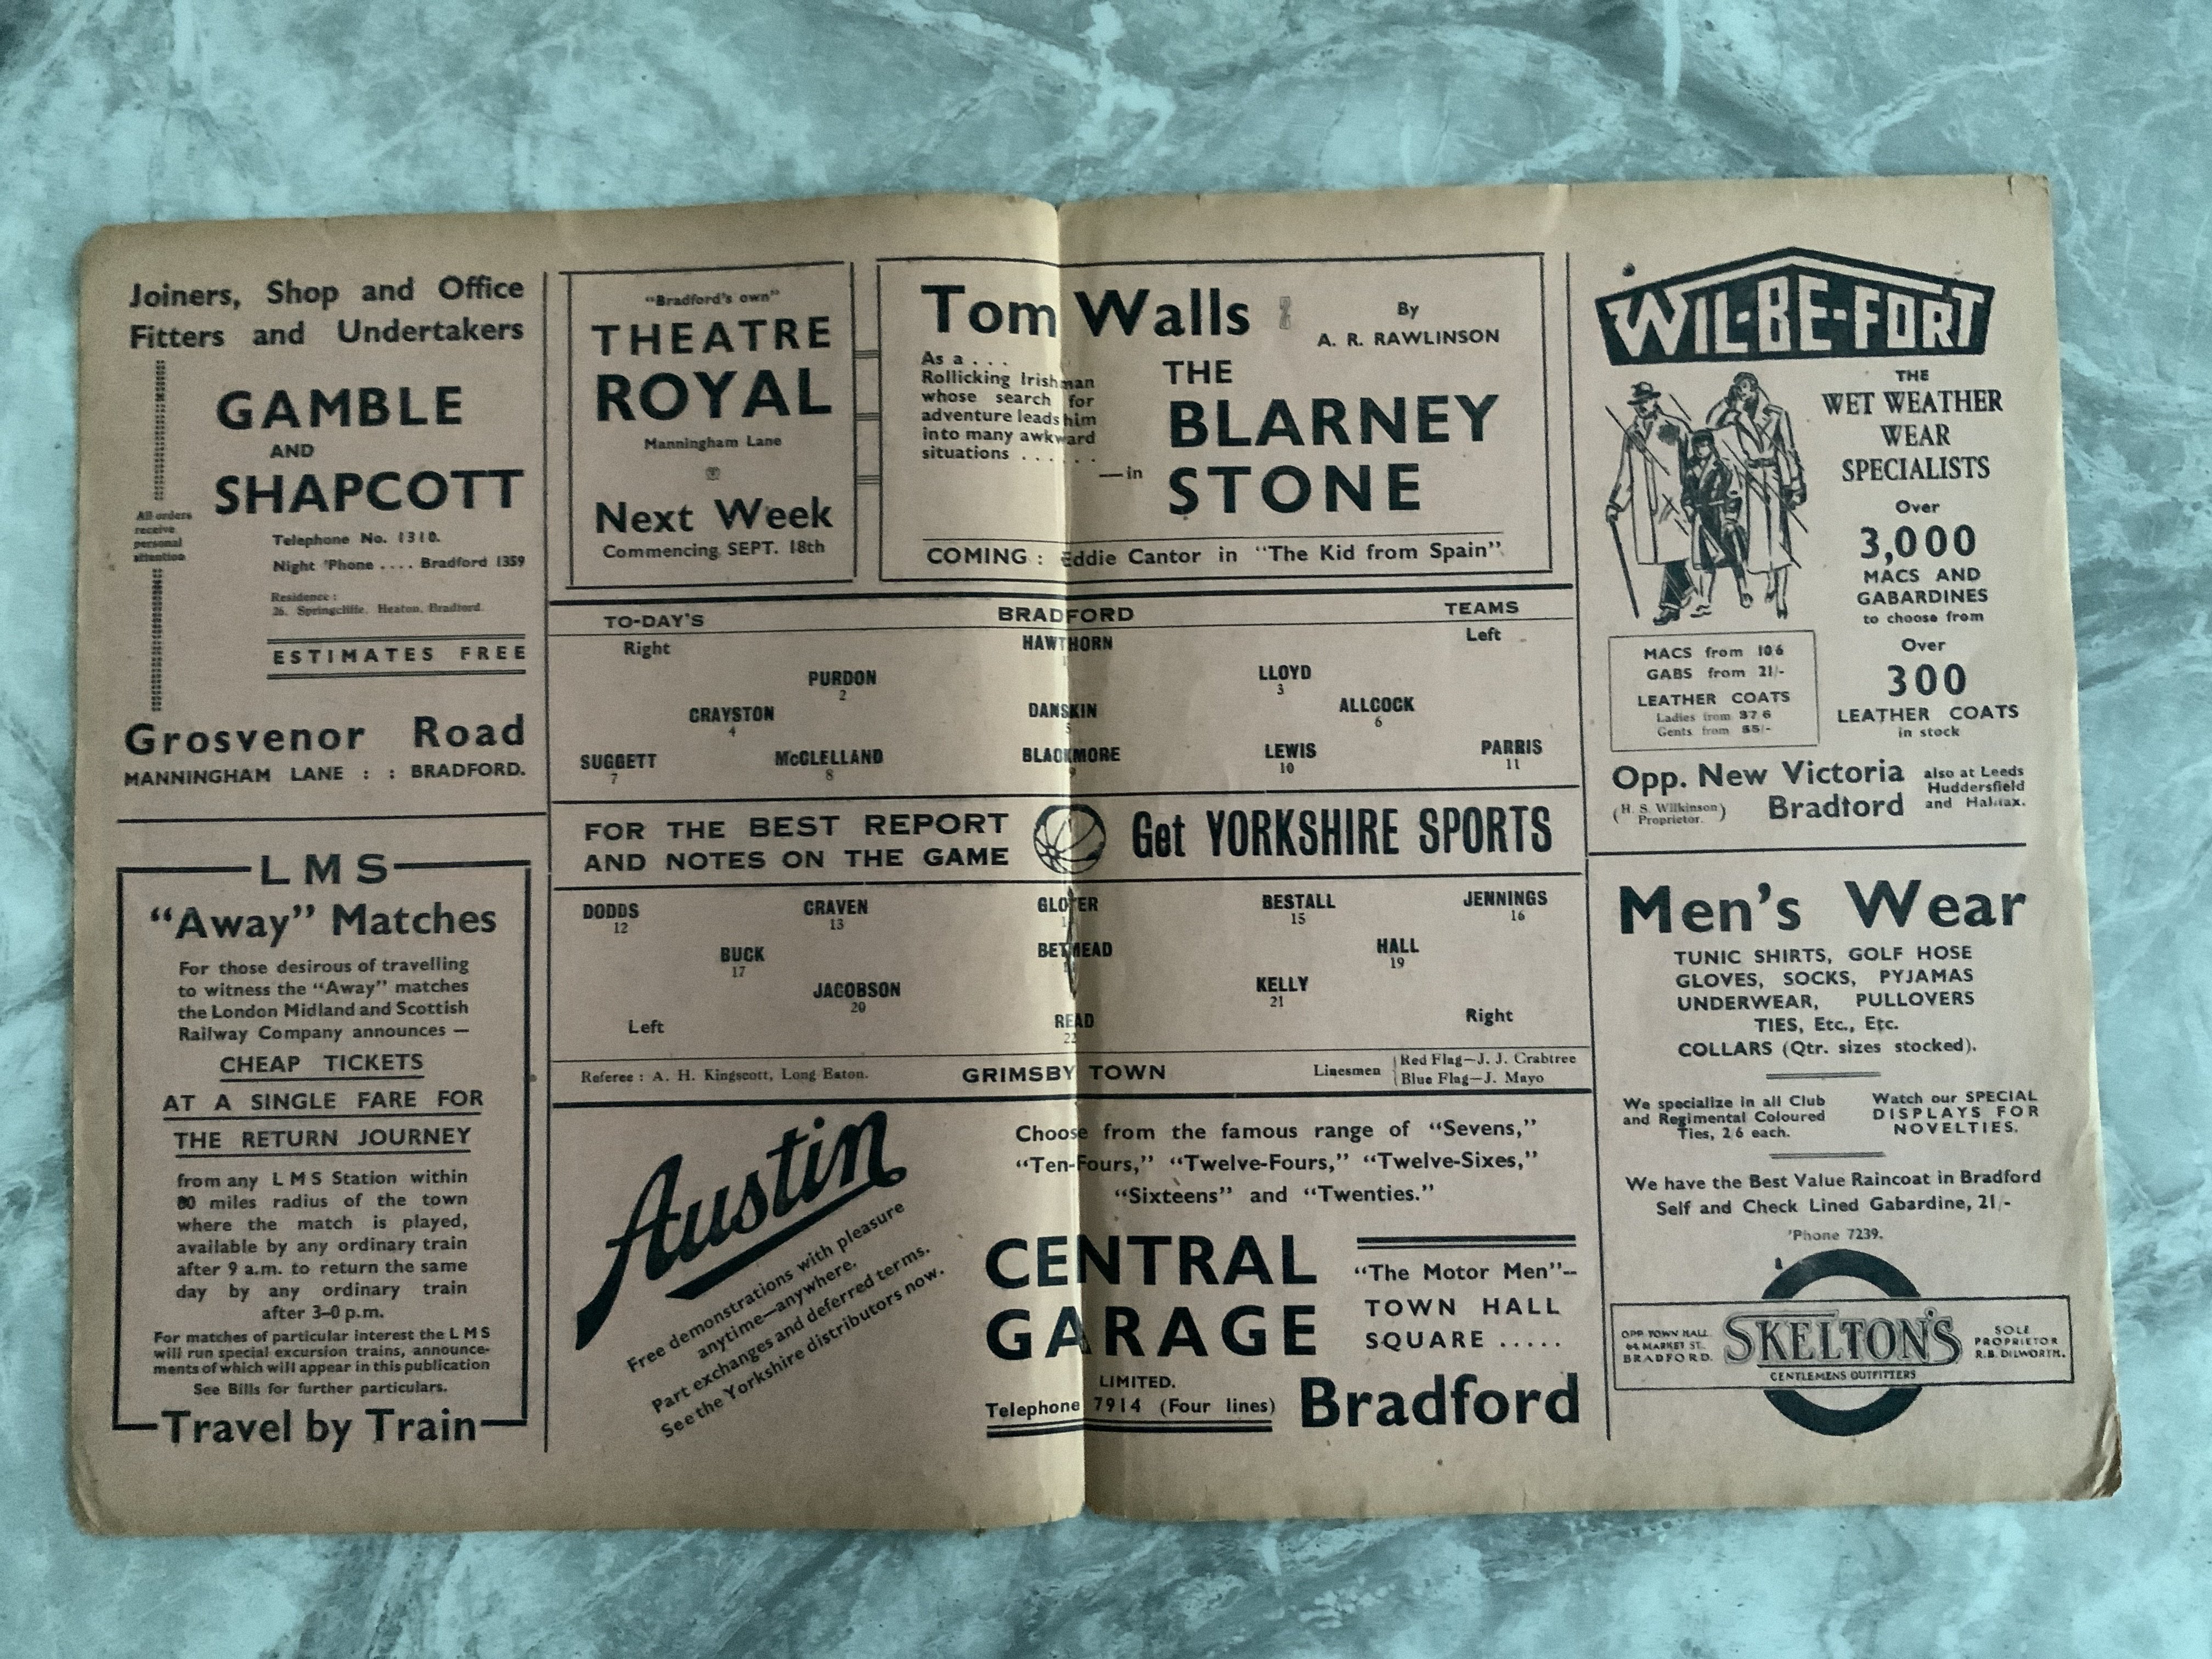 Joiners, Shop and Office
Fitters and Undertakers
GAMBLE
AND
SHAPCOTT
All orders
receive
personal
attention
Telephone No. 1310.
Night 'Phone .... Bradford 1359
Residence :
26, Springcliffe, Heaton, Bradford.
ESTIMATES FREE
Grosvenor Road
MANNINGHAM LANE : : BRADFORD.
LMS
"Away" Matches
For those desirous of travelling
to witness the "Away" matches
the London Midland and Scottish
Railway Company announces —
CHEAP TICKETS
AT A SINGLE FARE FOR
THE RETURN JOURNEY
from any LMS Station within
80 miles radius of the town
where the match is played,
available by any ordinary train
after 9 a.m. to return the same
day by any ordinary train
after 3-0 p.m.
For matches of particular interest the LMS
will run special excursion trains, announce-
ments of which will appear in this publication
See Bills for further particulars.
Travel by Train
"Bradford's own"
THEATRE
ROYAL
Manningham Lane
Next Week
Commencing SEPT. 18th
Tom Walls
By
A. R. RAWLINSON
As a . . .
Rollicking Irishman
whose search for
adventure leads him
into many awkward
situations . . . . . .
—in
THE
BLARNEY
STONE
COMING : Eddie Cantor in "The Kid from Spain"
TO-DAY'S BRADFORD TEAMS
Right HAWTHORN Left
1
PURDON LLOYD
2 3
CRAYSTON DANSKIN ALLCOCK
4 5 6
SUGGETT McCLELLAND BLACKMORE LEWIS PARRIS
7 8 9 10 11
FOR THE BEST REPORT
AND NOTES ON THE GAME
Get YORKSHIRE SPORTS
DODDS CRAVEN GLOVER BESTALL JENNINGS
12 13 14 15 16
BUCK BETMEAD HALL
17 19
JACOBSON KELLY
20 21
Left READ Right
22
Referee : A. H. Kingscott, Long Eaton. GRIMSBY TOWN Linesmen
Red Flag—J. J. Crabtree
Blue Flag—J. Mayo
Austin
Free demonstrations with pleasure
anytime—anywhere.
Part exchanges and deferred terms.
See the Yorkshire distributors now.
Choose from the famous range of "Sevens,"
"Ten-Fours," "Twelve-Fours," "Twelve-Sixes,"
"Sixteens" and "Twenties."
CENTRAL
GARAGE
LIMITED.
Telephone 7914 (Four lines)
"The Motor Men"--
TOWN HALL
SQUARE .....
Bradford
WIL-BE-FORT
THE
WET WEATHER
WEAR
SPECIALISTS
Over
3,000
MACS AND
GABARDINES
to choose from
Over
300
LEATHER COATS
in stock
MACS from 10 6
GABS from 21/-
LEATHER COATS
Ladies from 37 6
Gents from 55/-
Opp. New Victoria
(H. S. Wilkinson)
Proprietor.
Bradford
also at Leeds
Huddersfield
and Halifax.
Men's Wear
TUNIC SHIRTS, GOLF HOSE
GLOVES, SOCKS, PYJAMAS
UNDERWEAR, PULLOVERS
TIES, Etc., Etc.
COLLARS (Qtr. sizes stocked).
We specialize in all Club
and Regimental Coloured
Ties, 2/6 each.
Watch our SPECIAL
DISPLAYS FOR
NOVELTIES.
We have the Best Value Raincoat in Bradford
Self and Check Lined Gabardine, 21/-
'Phone 7239.
OPP. TOWN HALL.
64 MARKET ST.,
BRADFORD.
SKELTON'S
GENTLEMENS OUTFITTERS
SOLE
PROPRIETOR
R.B. DILWORTH.